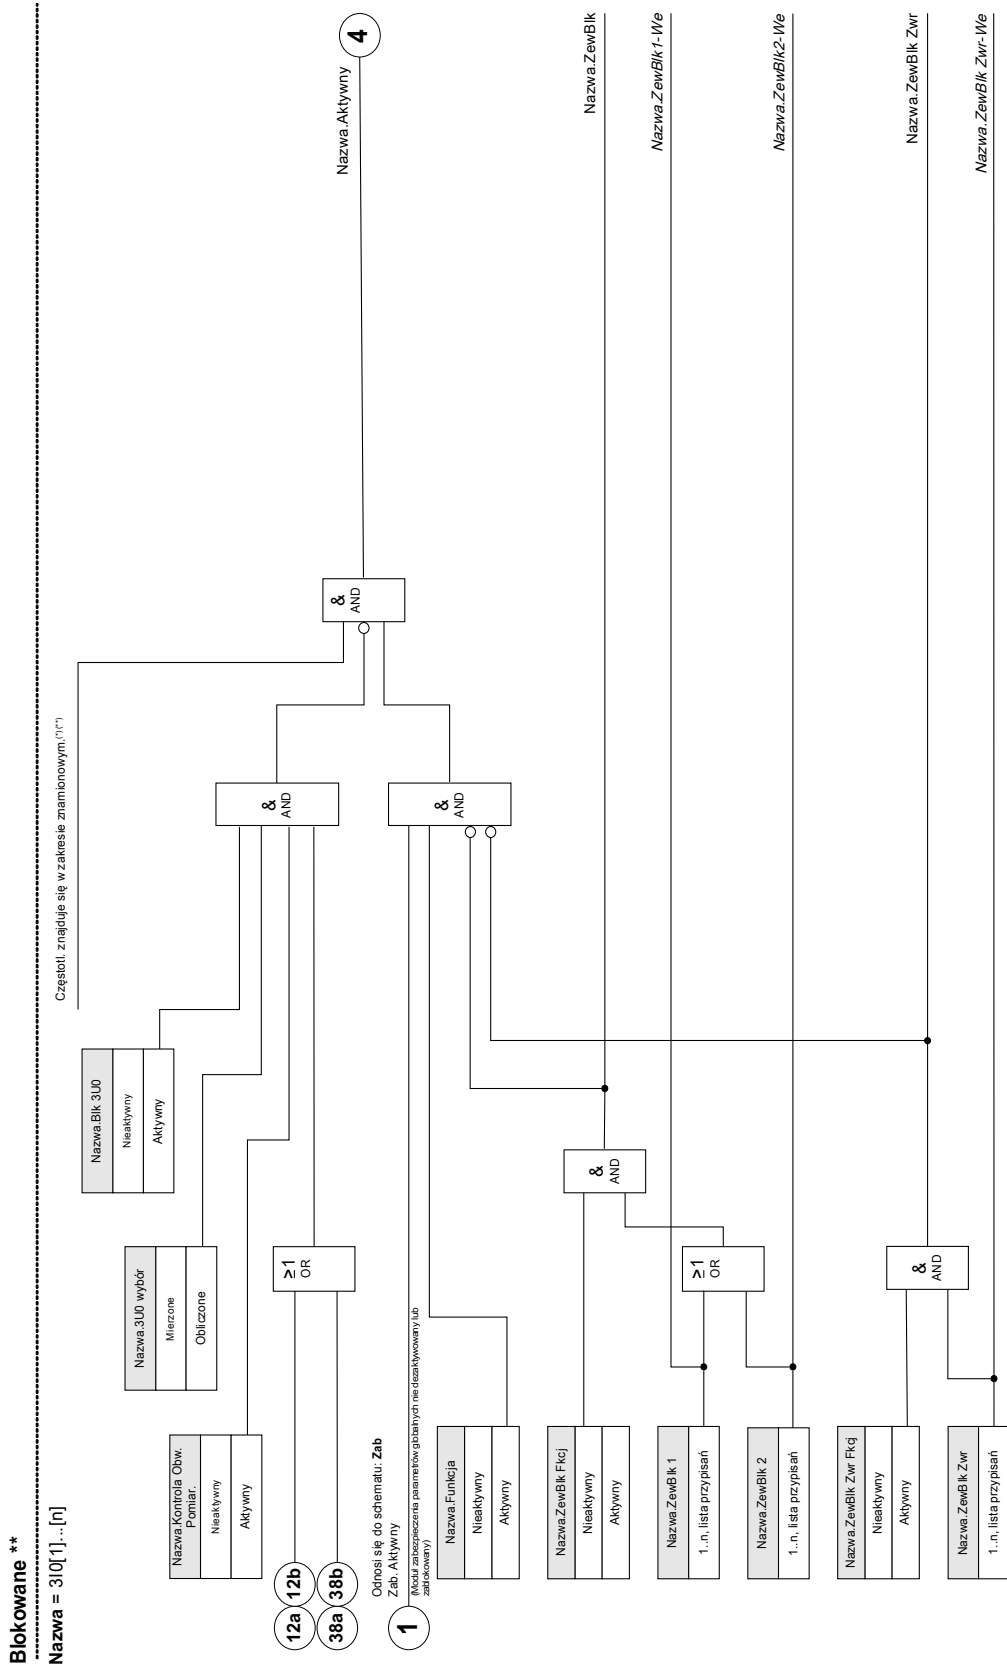 Blokowane **
Nazwa = 3I0[1]...[n]
Częstotl. znajduje się w zakresie znamionowym.(*)(**)
Nazwa.Blk 3U0
Nieaktywny
Aktywny
Nazwa.3U0 wybór
Mierzone
Obliczone
Nazwa.Kontrola Obw.
Pomiar.
Nieaktywny
Aktywny
12a 12b
38a 38b
≥1
OR
&
AND
&
AND
&
AND
Nazwa.Aktywny
4
Odnosi się do schematu: Zab
Zab. Aktywny
(Moduł zabezpieczenia parametrów globalnych nie dezaktywowany lub
zablokowany)
1
Nazwa.Funkcja
Nieaktywny
Aktywny
Nazwa.ZewBlk Fkcj
Nieaktywny
Aktywny
&
AND
Nazwa.ZewBlk
Nazwa.ZewBlk 1
1..n, lista przypisań
≥1
OR
Nazwa.ZewBlk1-We
Nazwa.ZewBlk 2
1..n, lista przypisań
Nazwa.ZewBlk2-We
Nazwa.ZewBlk Zwr Fkcj
Nieaktywny
Aktywny
&
AND
Nazwa.ZewBlk Zwr
Nazwa.ZewBlk Zwr
1..n, lista przypisań
Nazwa.ZewBlk Zwr-We